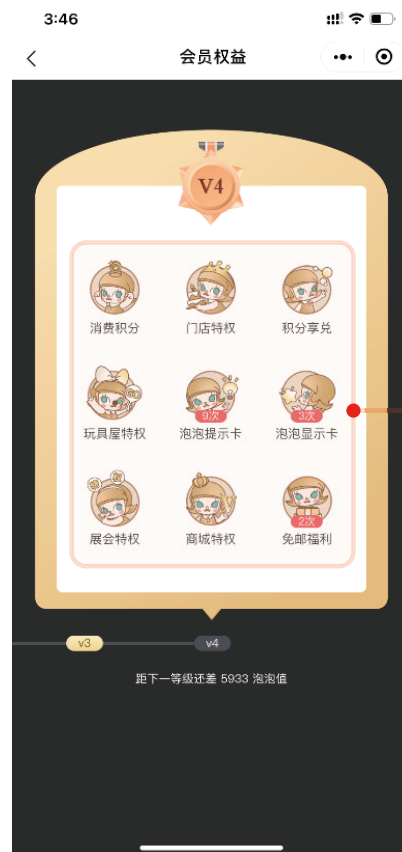 3:46
会员权益
V4
消费积分
门店特权
积分享兑
9次
3次
玩具屋特权
泡泡提示卡
泡泡显示卡
2次
展会特权
商城特权
免邮福利
v3
v4
距下一等级还差 5933 泡泡值